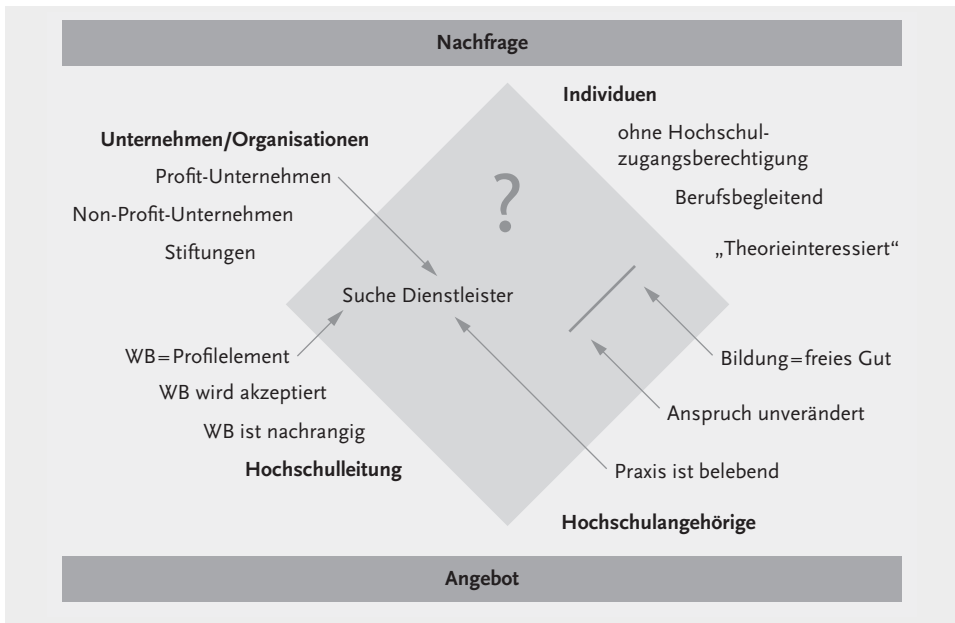 Nachfrage
Individuen
ohne Hochschul-
zugangsberechtigung
Berufsbegleitend
„Theorieinteressiert“
Unternehmen/Organisationen
Profit-Unternehmen
Non-Profit-Unternehmen
Stiftungen
?
Suche Dienstleister
WB=Profilelement
WB wird akzeptiert
WB ist nachrangig
Hochschulleitung
Bildung=freies Gut
Anspruch unverändert
Praxis ist belebend
Hochschulangehörige
Angebot